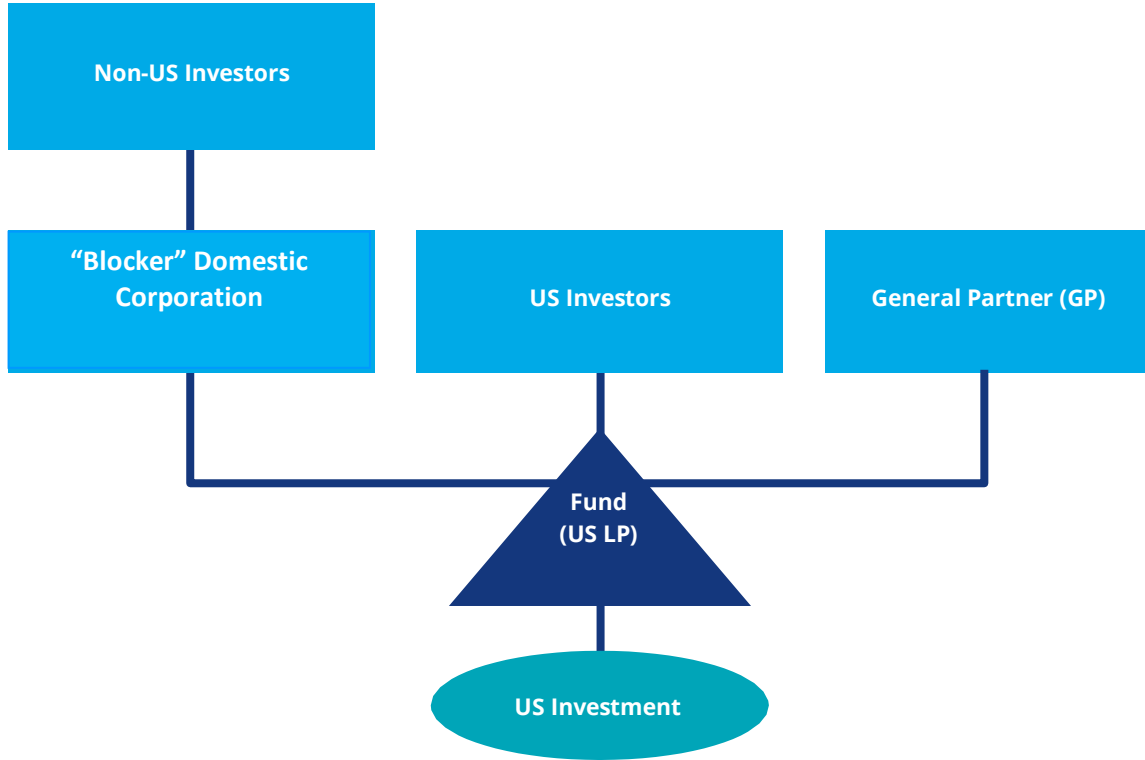 Non-US Investors
“Blocker” Domestic
Corporation
US Investors
General Partner (GP)
Fund
(US LP)
US Investment